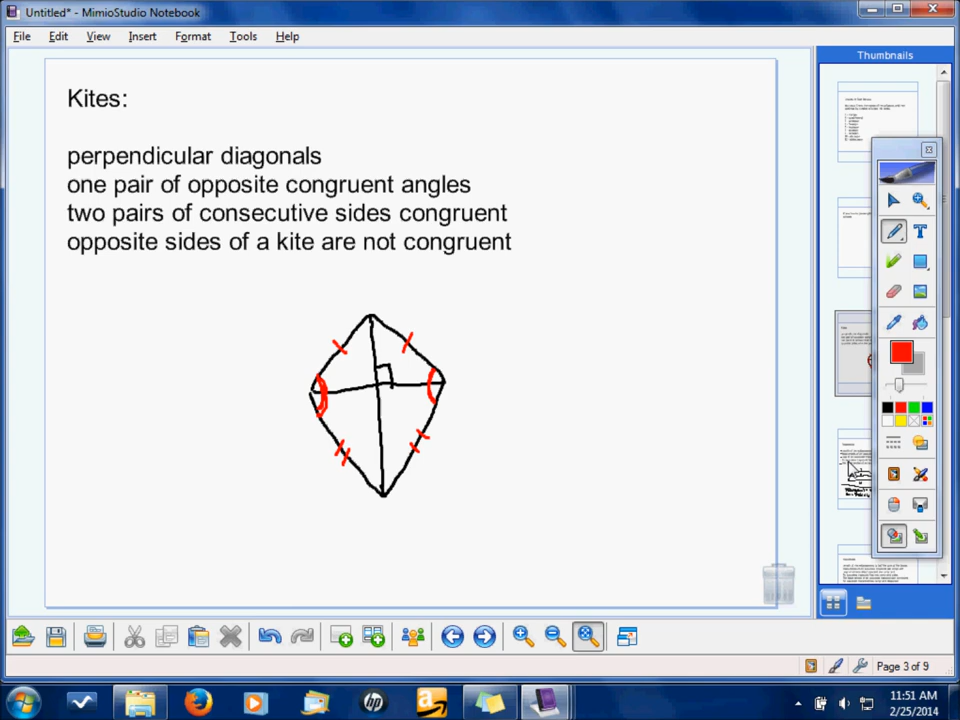 Untitled* - MimioStudio Notebook
File Edit View Insert Format Tools Help
Thumbnails
Kites:
perpendicular diagonals
one pair of opposite congruent angles
two pairs of consecutive sides congruent
opposite sides of a kite are not congruent
Page 3 of 9
11:51 AM
2/25/2014